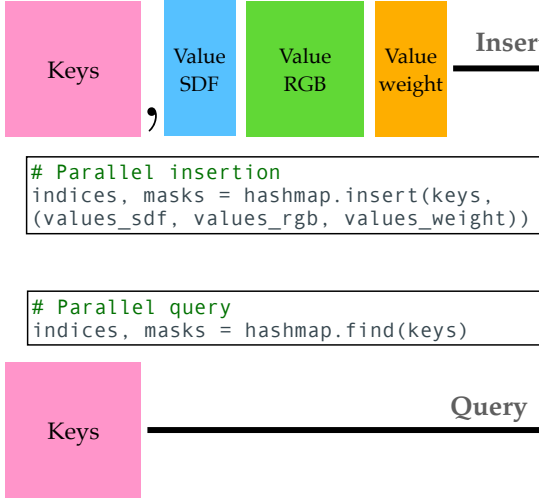 Keys
,
Value
SDF
Value
RGB
Value
weight
Inser
# Parallel insertion
indices, masks = hashmap.insert(keys,
(values_sdf, values_rgb, values_weight))
# Parallel query
indices, masks = hashmap.find(keys)
Keys
Query